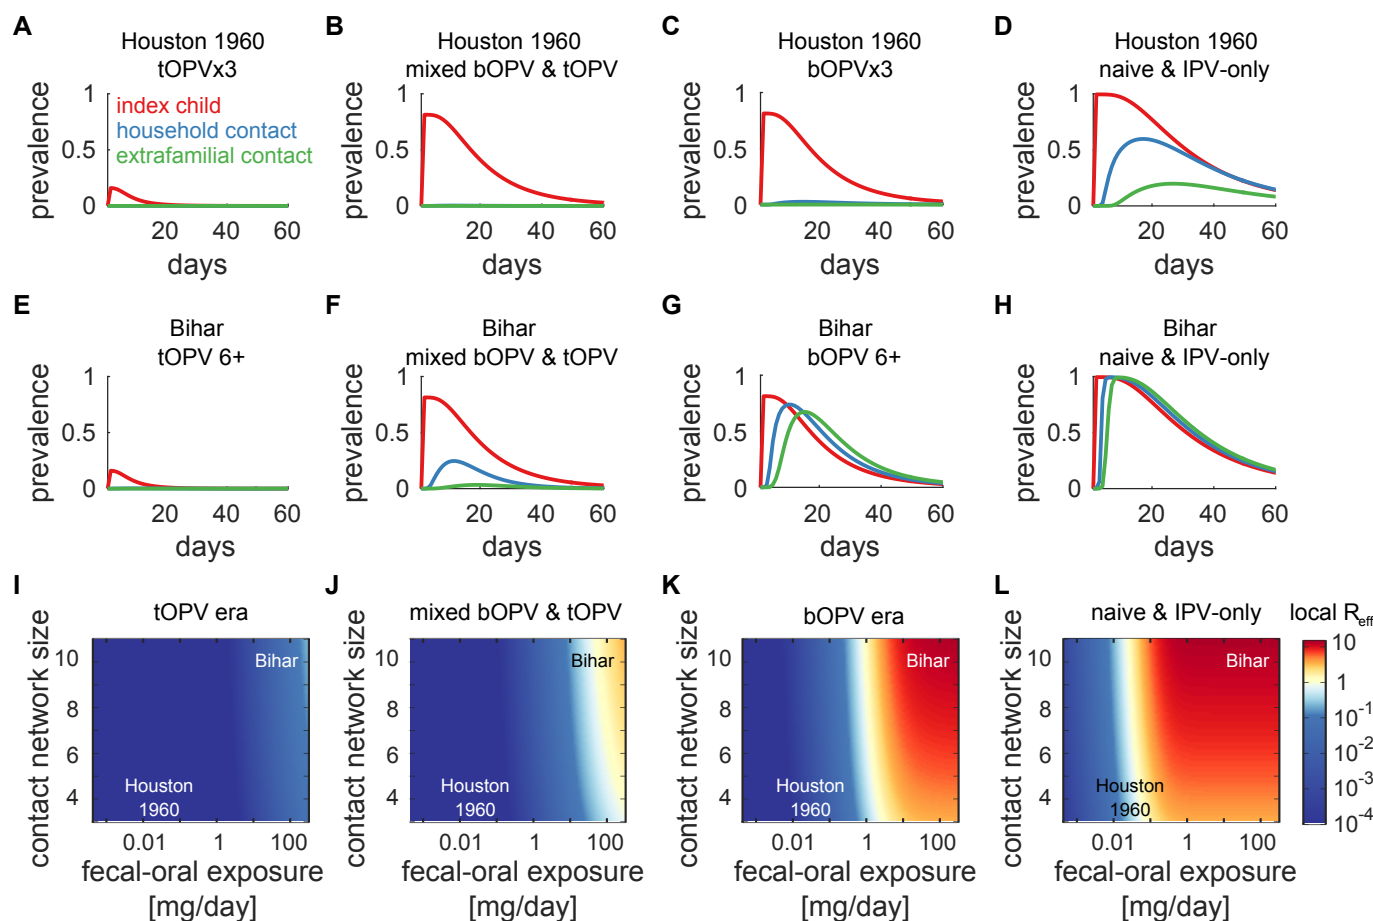 A
Houston 1960
tOPVx3
1
index child
household contact
extrafamilial contact
0.5
0
prevalence
20
40
60
days
B
Houston 1960
mixed bOPV & tOPV
1
0.5
0
prevalence
20
40
60
days
C
Houston 1960
bOPVx3
1
0.5
0
prevalence
20
40
60
days
D
Houston 1960
naive & IPV-only
1
0.5
0
prevalence
20
40
60
days
E
Bihar
tOPV 6+
1
0.5
0
prevalence
20
40
60
days
F
Bihar
mixed bOPV & tOPV
1
0.5
0
prevalence
20
40
60
days
G
Bihar
bOPV 6+
1
0.5
0
prevalence
20
40
60
days
H
Bihar
naive & IPV-only
1
0.5
0
prevalence
20
40
60
days
I
tOPV era
contact network size
10
8
6
4
Bihar
Houston
1960
0.01
1
100
fecal-oral exposure
[mg/day]
J
mixed bOPV & tOPV
contact network size
10
8
6
4
Bihar
Houston
1960
0.01
1
100
fecal-oral exposure
[mg/day]
K
bOPV era
contact network size
10
8
6
4
Bihar
Houston
1960
0.01
1
100
fecal-oral exposure
[mg/day]
L
naive & IPV-only
contact network size
10
8
6
4
Bihar
Houston
1960
0.01
1
100
fecal-oral exposure
[mg/day]
local Reff
10
1
10-1
10-2
10-3
10-4